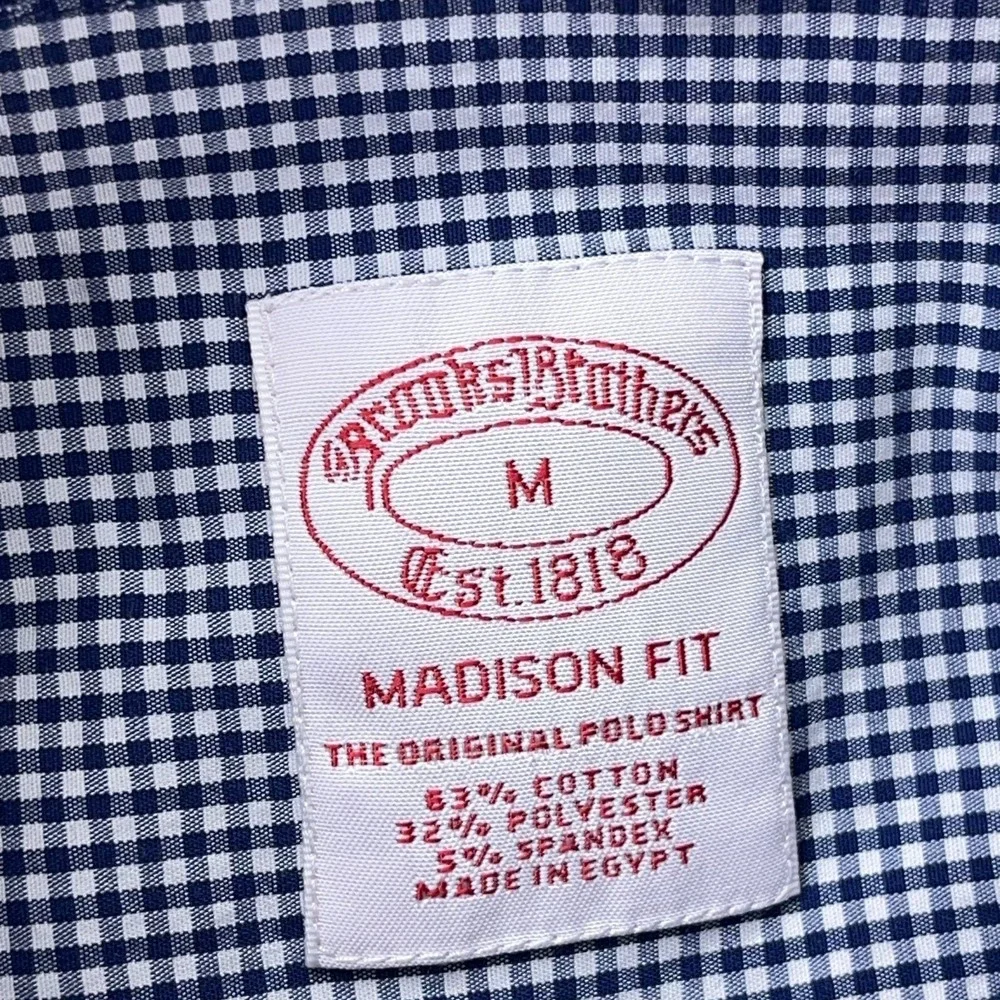 Brooks Brothers
M
Est. 1818
MADISON FIT
THE ORIGINAL POLO SHIRT
63% COTTON
32% POLYESTER
5% SPANDEX
MADE IN EGYPT